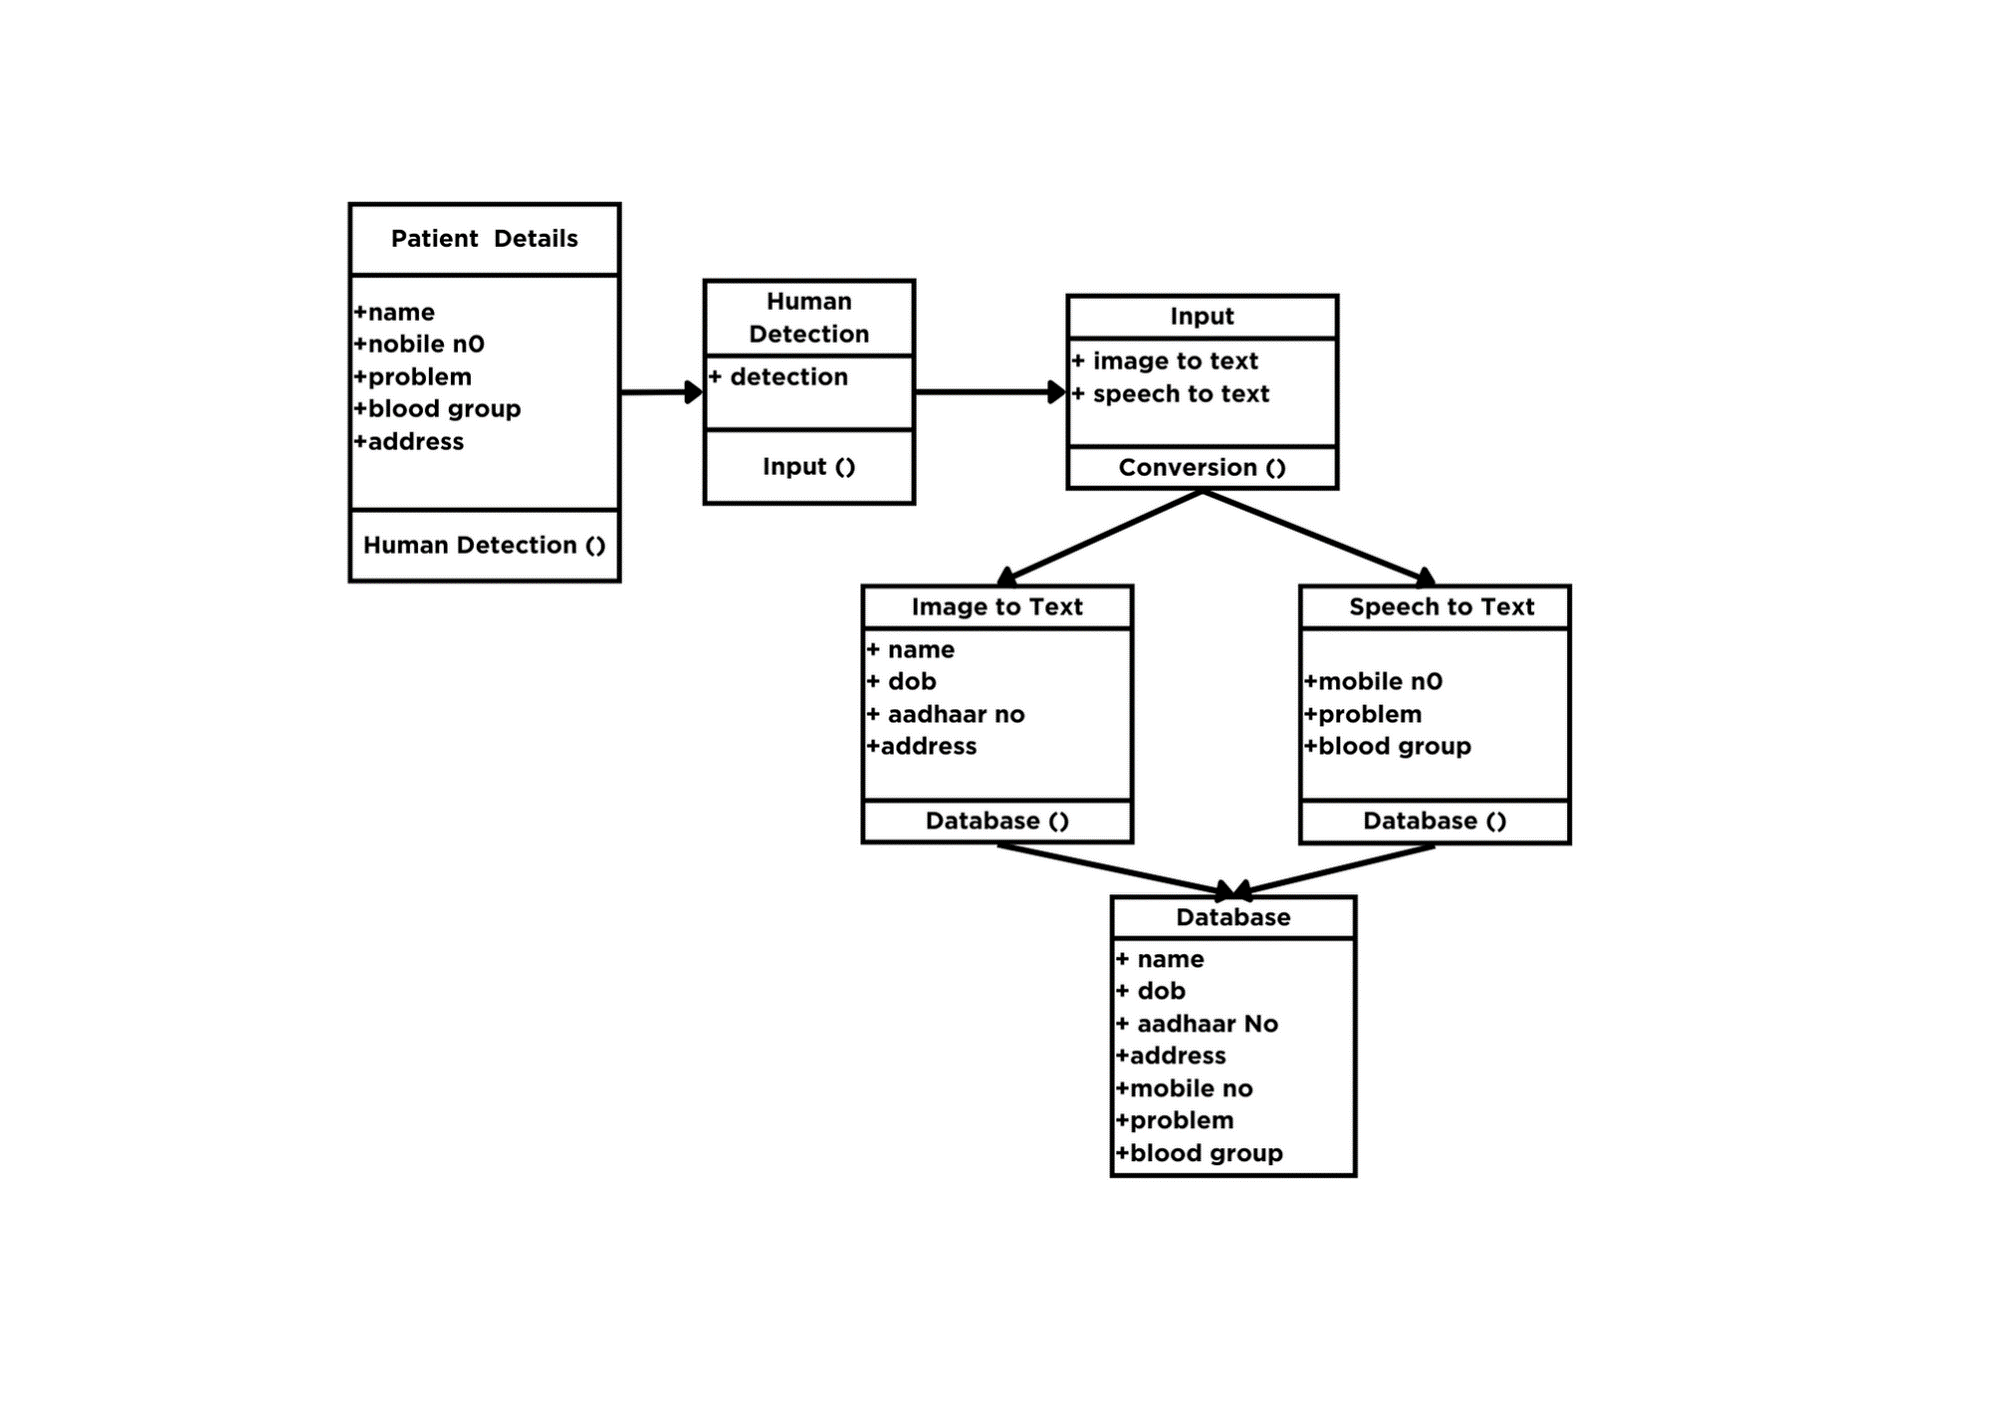 Patient Details
+name
+nobile n0
+problem
+blood group
+address
Human Detection ()
Human
Detection
+ detection
Input ()
Input
+ image to text
+ speech to text
Conversion ()
Image to Text
+ name
+ dob
+ aadhaar no
+address
Database ()
Speech to Text
+mobile n0
+problem
+blood group
Database ()
Database
+ name
+ dob
+ aadhaar No
+address
+mobile no
+problem
+blood group